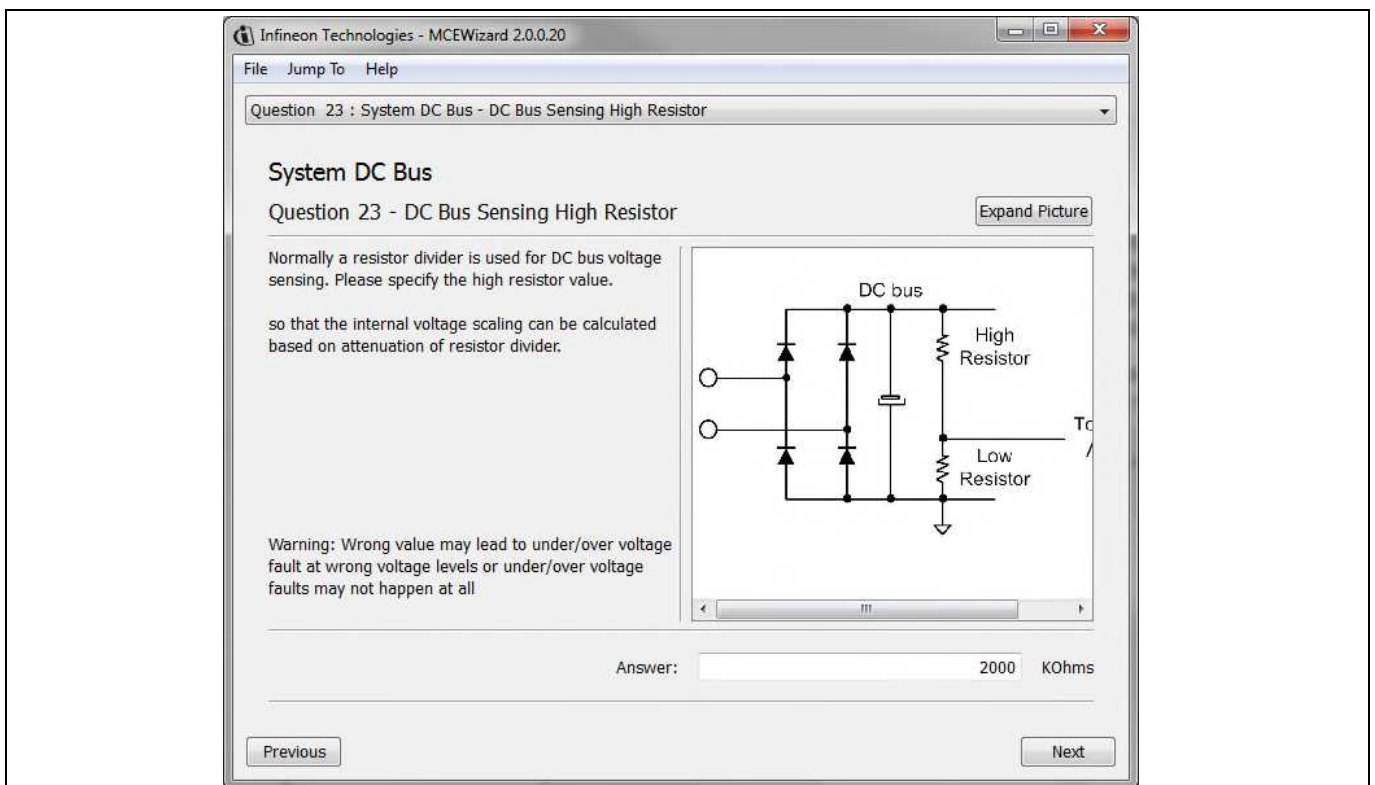 Infineon Technologies - MCEWizard 2.0.0.20
File Jump To Help
Question 23 : System DC Bus - DC Bus Sensing High Resistor
System DC Bus
Question 23 - DC Bus Sensing High Resistor
Expand Picture
Normally a resistor divider is used for DC bus voltage
sensing. Please specify the high resistor value.
so that the internal voltage scaling can be calculated
based on attenuation of resistor divider.
Warning: Wrong value may lead to under/over voltage
fault at wrong voltage levels or under/over voltage
faults may not happen at all
DC bus
High
Resistor
To
Low
Resistor
Answer:
2000 KOhms
Previous
Next